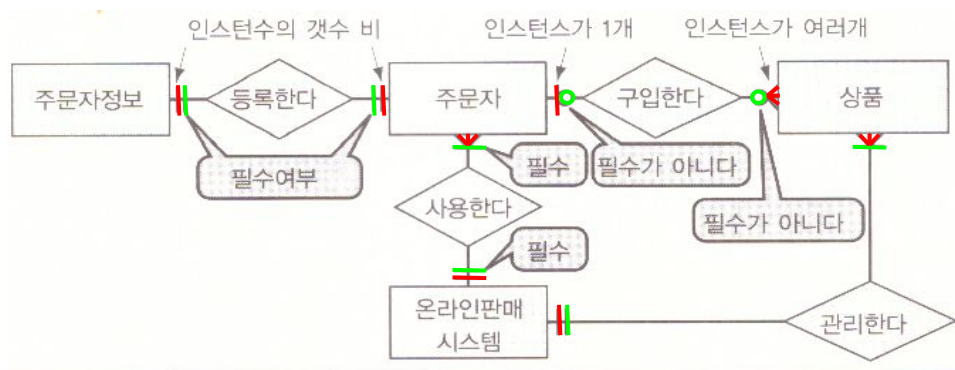 인스턴수의 갯수 비
인스턴스가 1개
인스턴스가 여러개
주문자정보
등록한다
주문자
구입한다
상품
필수여부
필수
필수가 아니다
사용한다
필수가 아니다
필수
온라인판매
시스템
관리한다